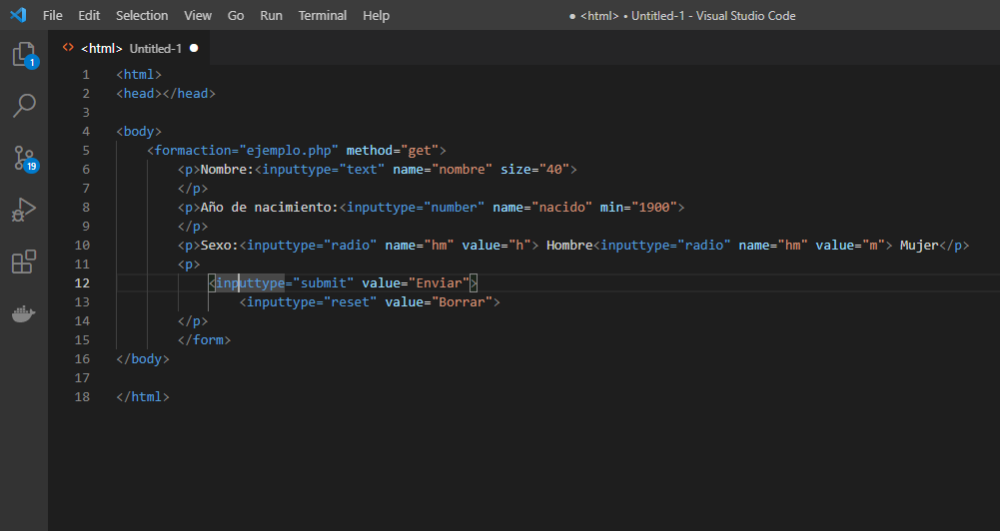 File Edit Selection View Go Run Terminal Help ● <html> • Untitled-1 - Visual Studio Code
<> <html> Untitled-1 ●
1
19
1 <html>
2 <head></head>
3
4 <body>
5 <formaction="ejemplo.php" method="get">
6 <p>Nombre:<inputtype="text" name="nombre" size="40">
7 </p>
8 <p>Año de nacimiento:<inputtype="number" name="nacido" min="1900">
9 </p>
10 <p>Sexo:<inputtype="radio" name="hm" value="h"> Hombre<inputtype="radio" name="hm" value="m"> Mujer</p>
11 <p>
12 <inputtype="submit" value="Enviar">
13 <inputtype="reset" value="Borrar">
14 </p>
15 </form>
16 </body>
17
18 </html>